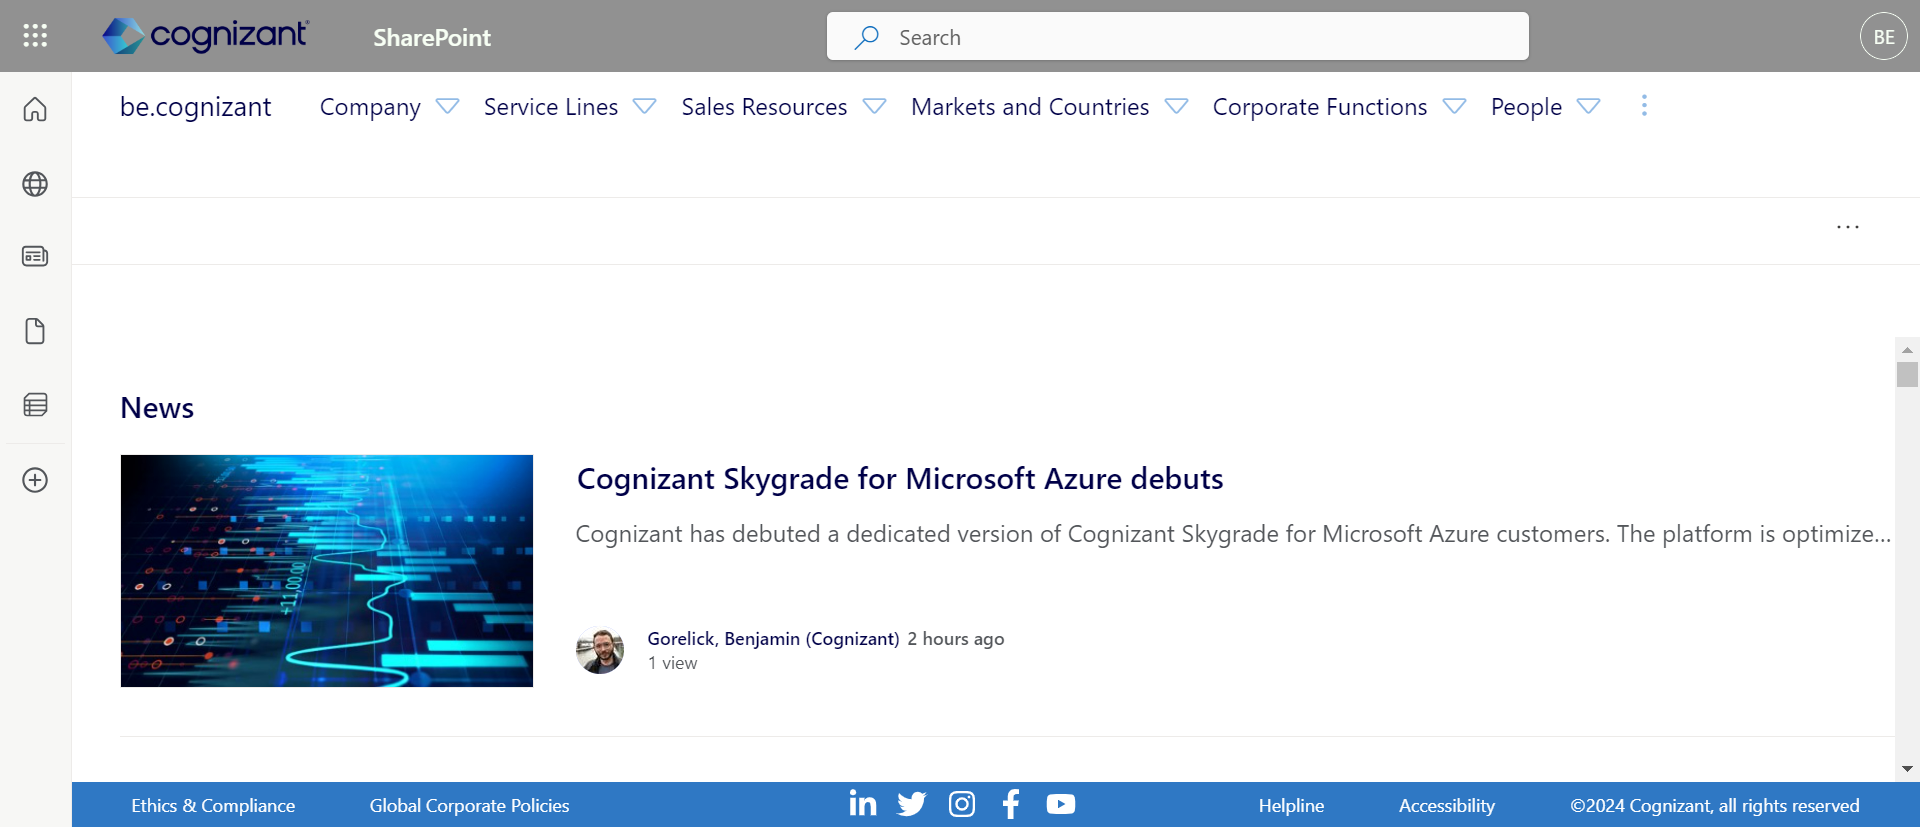 cognizant
SharePoint
Search
BE
be.cognizant
Company
Service Lines
Sales Resources
Markets and Countries
Corporate Functions
People
News
+11,00.00
Cognizant Skygrade for Microsoft Azure debuts
Cognizant has debuted a dedicated version of Cognizant Skygrade for Microsoft Azure customers. The platform is optimize...
Gorelick, Benjamin (Cognizant) 2 hours ago
1 view
Ethics & Compliance
Global Corporate Policies
Helpline
Accessibility
©2024 Cognizant, all rights reserved